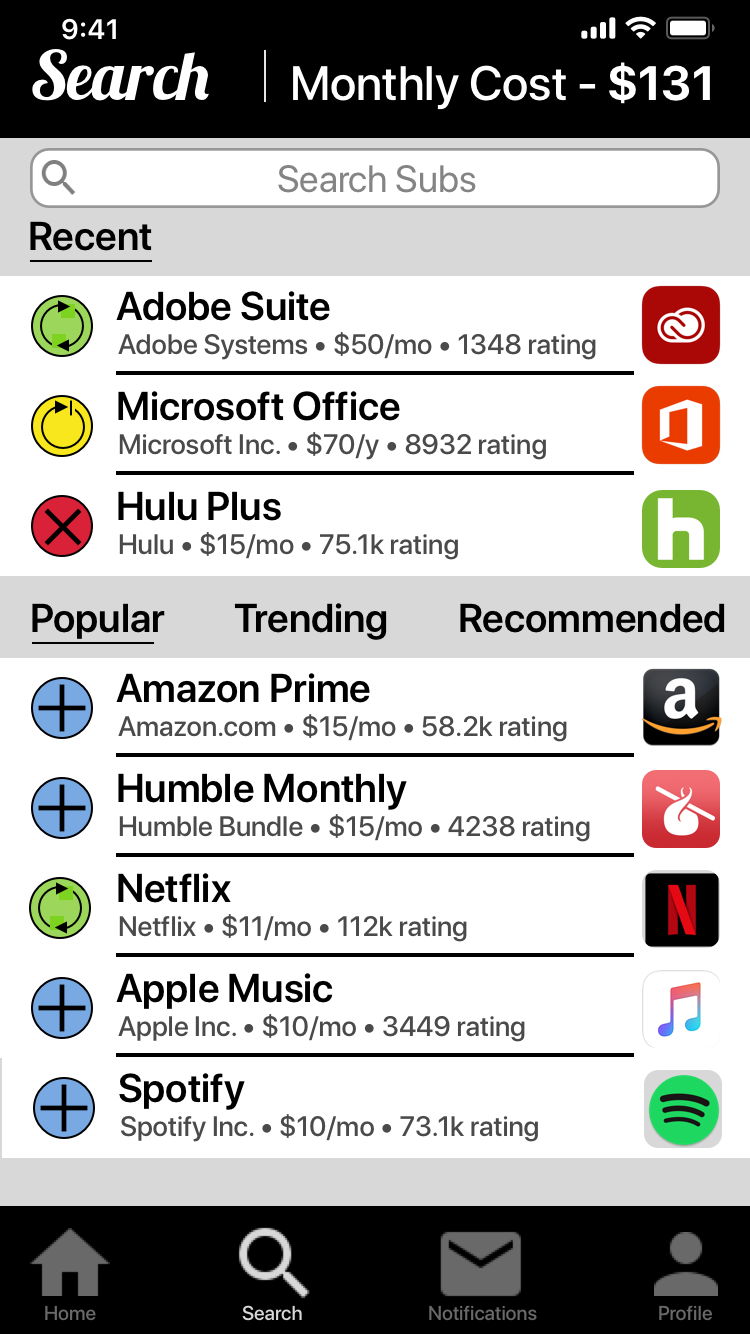 9:41
Search
Monthly Cost - $131
Search Subs
Recent
Adobe Suite
Adobe Systems • $50/mo • 1348 rating
Microsoft Office
Microsoft Inc. • $70/y • 8932 rating
Hulu Plus
Hulu • $15/mo • 75.1k rating
h
Popular Trending Recommended
Amazon Prime
Amazon.com • $15/mo • 58.2k rating
a
Humble Monthly
Humble Bundle • $15/mo • 4238 rating
Netflix
Netflix • $11/mo • 112k rating
N
Apple Music
Apple Inc. • $10/mo • 3449 rating
Spotify
Spotify Inc. • $10/mo • 73.1k rating
Home Search Notifications Profile